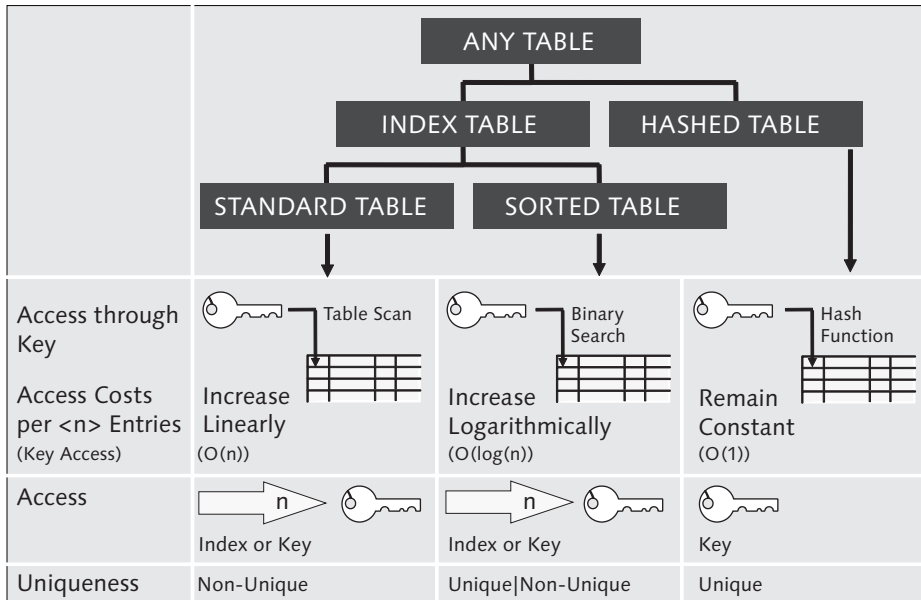 ANY TABLE
INDEX TABLE
HASHED TABLE
STANDARD TABLE
SORTED TABLE
Access through
Key
Access Costs
per <n> Entries
(Key Access)
Table Scan
Increase
Linearly
(O(n))
Binary
Search
Increase
Logarithmically
(O(log(n))
Hash
Function
Remain
Constant
(O(1))
Access
n
Index or Key
n
Index or Key
Key
Uniqueness
Non-Unique
Unique|Non-Unique
Unique